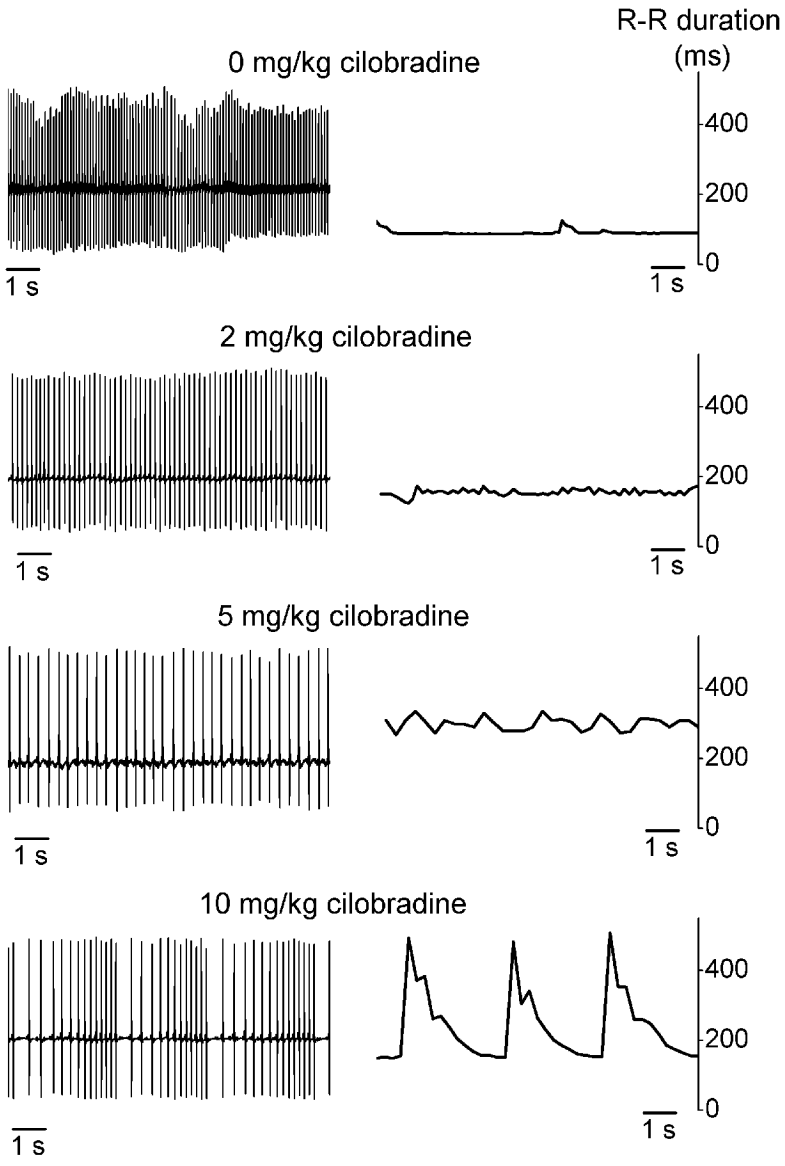 R-R duration
(ms)
0 mg/kg cilobradine
400
200
0
1 s
1 s
2 mg/kg cilobradine
400
200
0
1 s
1 s
5 mg/kg cilobradine
400
200
0
1 s
1 s
10 mg/kg cilobradine
400
200
0
1 s
1 s